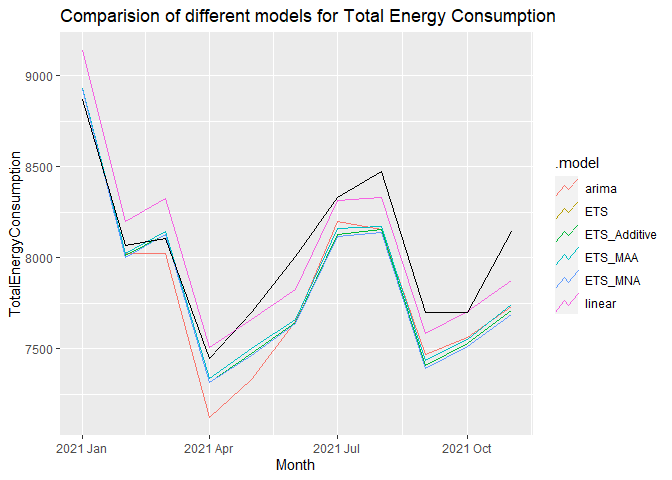 Comparision of different models for Total Energy Consumption
TotalEnergyConsumption
9000
8500
8000
7500
2021 Jan
2021 Apr
2021 Jul
2021 Oct
Month
.model
arima
ETS
ETS_Additive
ETS_MAA
ETS_MNA
linear